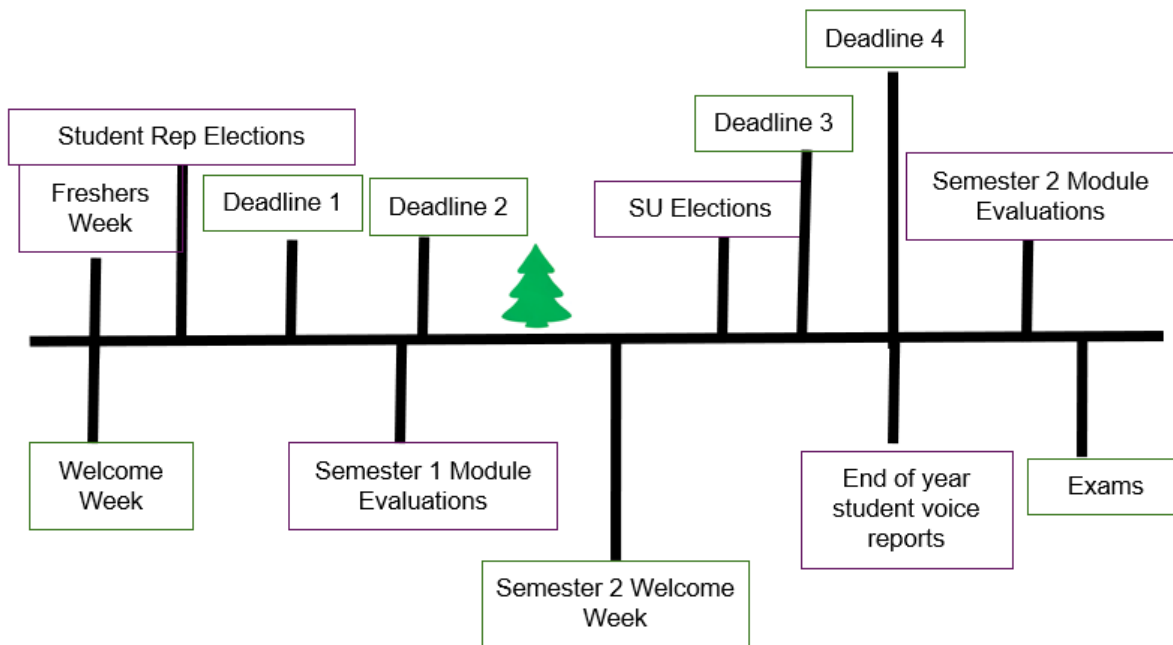 Deadline 4
Student Rep Elections
Deadline 3
Freshers
Week
Deadline 1
Deadline 2
SU Elections
Semester 2 Module
Evaluations
Welcome
Week
Semester 1 Module
Evaluations
End of year
student voice
reports
Exams
Semester 2 Welcome
Week